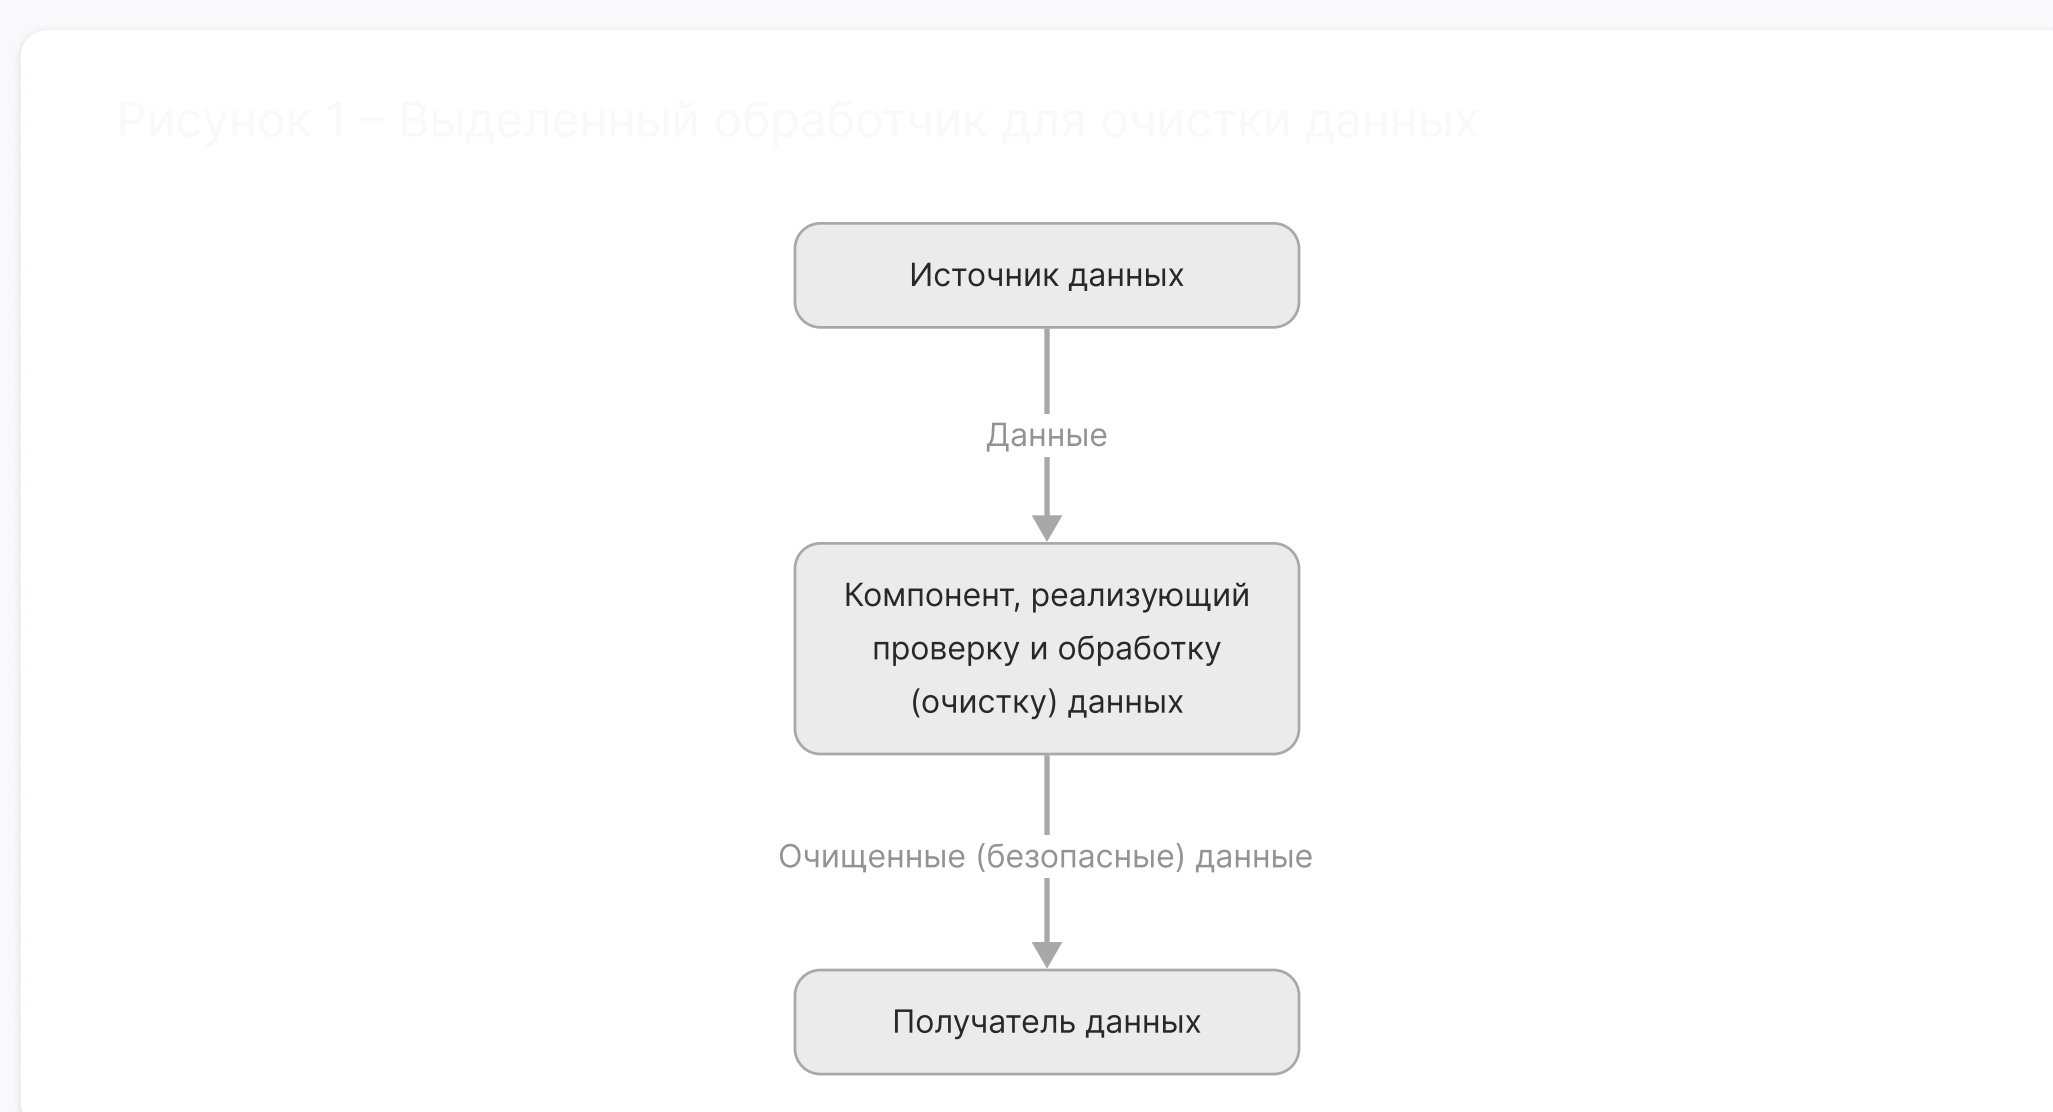 Рисунок 1 – Выделенный обработчик для очистки данных
Источник данных
Данные
Компонент, реализующий
проверку и обработку
(очистку) данных
Очищенные (безопасные) данные
Получатель данных